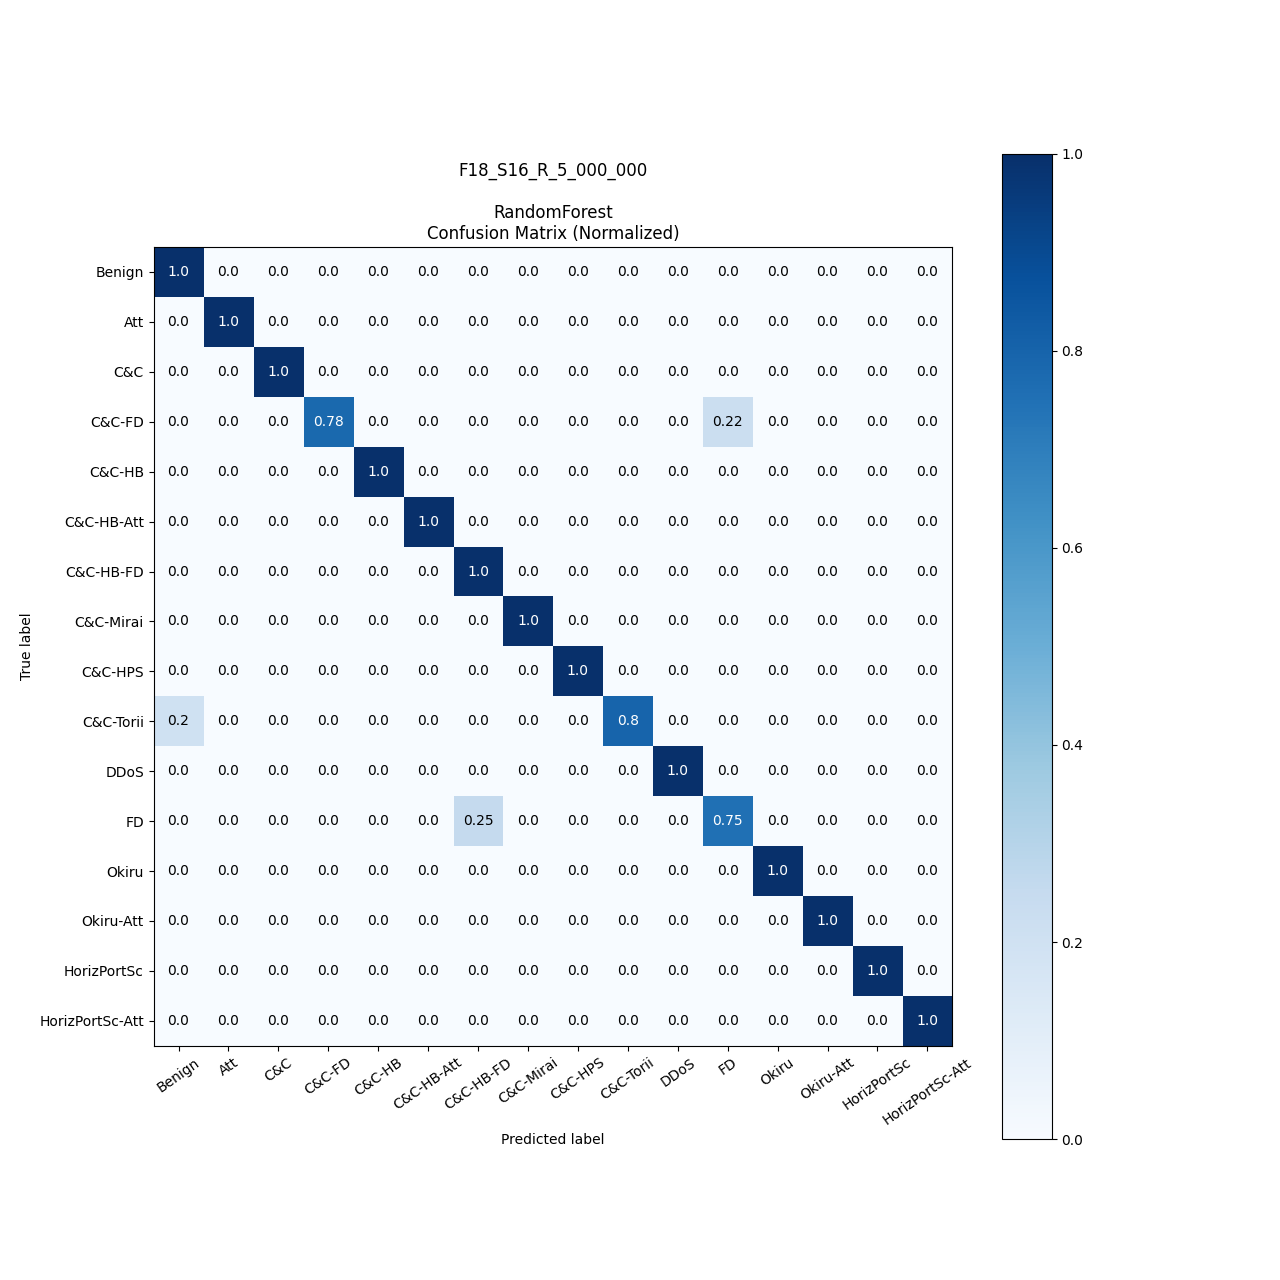 F18_S16_R_5_000_000
RandomForest
Confusion Matrix (Normalized)
True label
Benign 1.0 0.0 0.0 0.0 0.0 0.0 0.0 0.0 0.0 0.0 0.0 0.0 0.0 0.0 0.0 0.0
Att 0.0 1.0 0.0 0.0 0.0 0.0 0.0 0.0 0.0 0.0 0.0 0.0 0.0 0.0 0.0 0.0
C&C 0.0 0.0 1.0 0.0 0.0 0.0 0.0 0.0 0.0 0.0 0.0 0.0 0.0 0.0 0.0 0.0
C&C-FD 0.0 0.0 0.0 0.78 0.0 0.0 0.0 0.0 0.0 0.0 0.0 0.22 0.0 0.0 0.0 0.0
C&C-HB 0.0 0.0 0.0 0.0 1.0 0.0 0.0 0.0 0.0 0.0 0.0 0.0 0.0 0.0 0.0 0.0
C&C-HB-Att 0.0 0.0 0.0 0.0 0.0 1.0 0.0 0.0 0.0 0.0 0.0 0.0 0.0 0.0 0.0 0.0
C&C-HB-FD 0.0 0.0 0.0 0.0 0.0 0.0 1.0 0.0 0.0 0.0 0.0 0.0 0.0 0.0 0.0 0.0
C&C-Mirai 0.0 0.0 0.0 0.0 0.0 0.0 0.0 1.0 0.0 0.0 0.0 0.0 0.0 0.0 0.0 0.0
C&C-HPS 0.0 0.0 0.0 0.0 0.0 0.0 0.0 0.0 1.0 0.0 0.0 0.0 0.0 0.0 0.0 0.0
C&C-Torii 0.2 0.0 0.0 0.0 0.0 0.0 0.0 0.0 0.0 0.8 0.0 0.0 0.0 0.0 0.0 0.0
DDoS 0.0 0.0 0.0 0.0 0.0 0.0 0.0 0.0 0.0 0.0 1.0 0.0 0.0 0.0 0.0 0.0
FD 0.0 0.0 0.0 0.0 0.0 0.0 0.25 0.0 0.0 0.0 0.0 0.75 0.0 0.0 0.0 0.0
Okiru 0.0 0.0 0.0 0.0 0.0 0.0 0.0 0.0 0.0 0.0 0.0 0.0 1.0 0.0 0.0 0.0
Okiru-Att 0.0 0.0 0.0 0.0 0.0 0.0 0.0 0.0 0.0 0.0 0.0 0.0 0.0 1.0 0.0 0.0
HorizPortSc 0.0 0.0 0.0 0.0 0.0 0.0 0.0 0.0 0.0 0.0 0.0 0.0 0.0 0.0 1.0 0.0
HorizPortSc-Att 0.0 0.0 0.0 0.0 0.0 0.0 0.0 0.0 0.0 0.0 0.0 0.0 0.0 0.0 0.0 1.0
Benign Att C&C C&C-FD C&C-HB C&C-HB-Att C&C-HB-FD C&C-Mirai C&C-HPS C&C-Torii DDoS FD Okiru Okiru-Att HorizPortSc HorizPortSc-Att
Predicted label
1.0
0.8
0.6
0.4
0.2
0.0